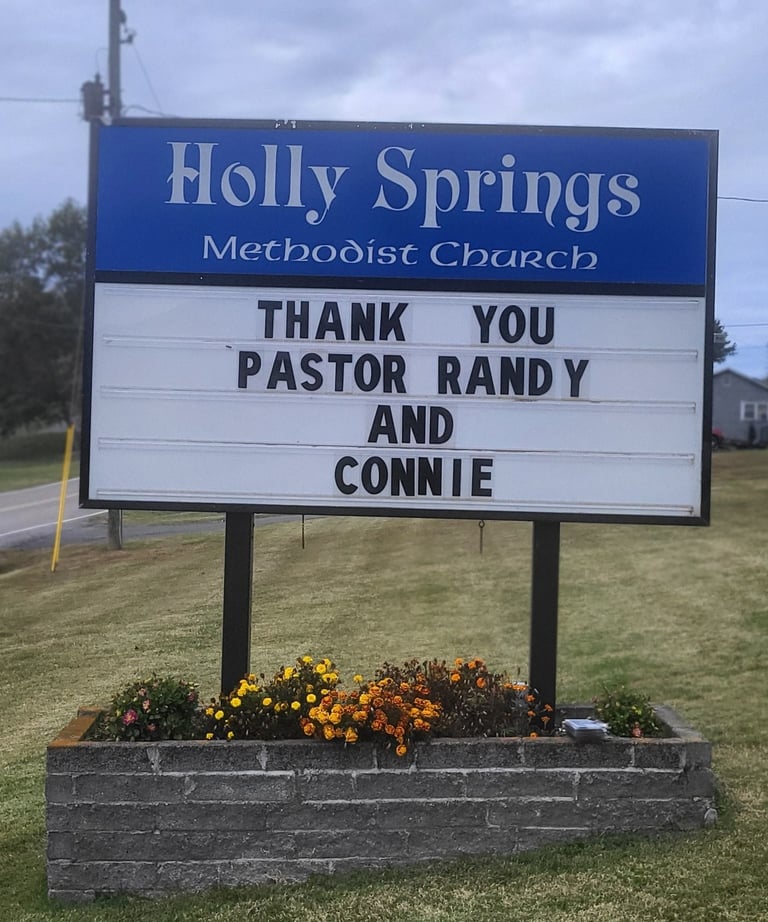 Holly Springs
Methodist Church
THANK YOU
PASTOR RANDY
AND
CONNIE